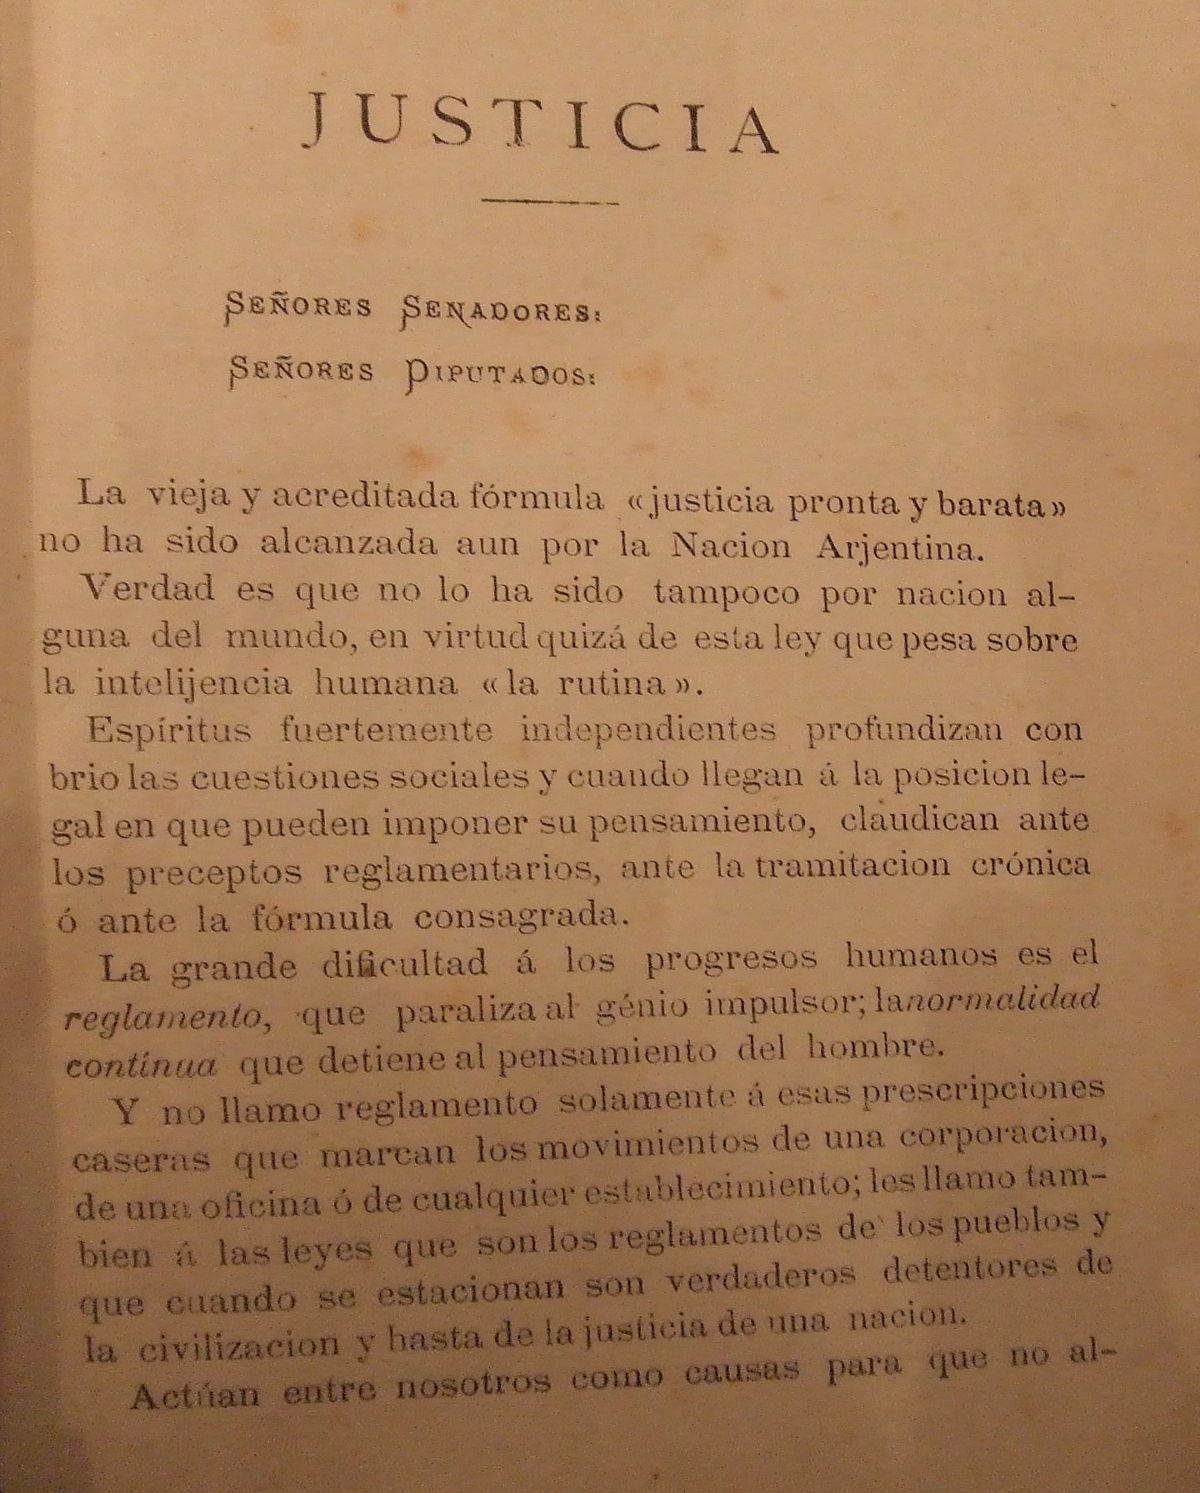 JUSTICIA
SEÑORES SENADORES:
SEÑORES DIPUTADOS:
La vieja y acreditada fórmula «justicia pronta y barata»
no ha sido alcanzada aun por la Nacion Arjentina.
Verdad es que no lo ha sido tampoco por nacion al-
guna del mundo, en virtud quizá de esta ley que pesa sobre
la intelijencia humana «la rutina».
Espíritus fuertemente independientes profundizan con
brio las cuestiones sociales y cuando llegan á la posicion le-
gal en que pueden imponer su pensamiento, claudican ante
los preceptos reglamentarios, ante la tramitacion crónica
ó ante la fórmula consagrada.
La grande dificultad á los progresos humanos es el
reglamento, que paraliza al génio impulsor; la normalidad
contínua que detiene al pensamiento del hombre.
Y no llamo reglamento solamente á esas prescripciones
caseras que marcan los movimientos de una corporacion,
de una oficina ó de cualquier establecimiento; les llamo tam-
bien á las leyes que son los reglamentos de los pueblos y
que cuando se estacionan son verdaderos detentores de
la civilizacion y hasta de la justicia de una nacion.
Actúan entre nosotros como causas para que no al-